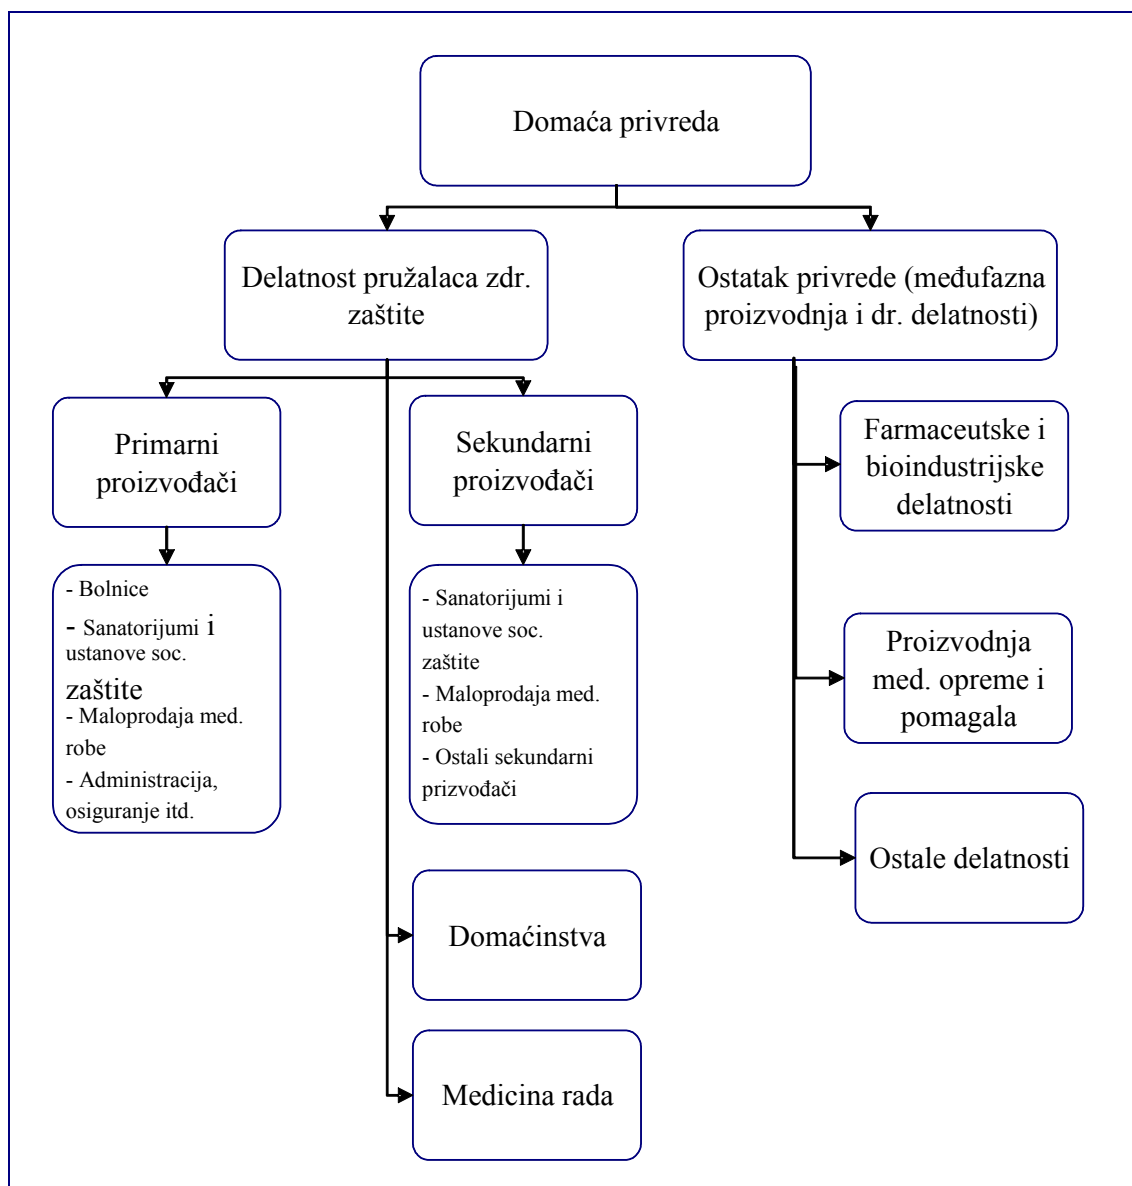 Domaća privreda
Delatnost pružalaca zdr.
zaštite
Ostatak privrede (međufazna
proizvodnja i dr. delatnosti)
Primarni
proizvođači
Sekundarni
proizvođači
Farmaceutske i
bioindustrijske
delatnosti
- Bolnice
- Sanatorijumi i
ustanove soc.
zaštite
- Maloprodaja med.
robe
- Administracija,
osiguranje itd.
- Sanatorijumi i
ustanove soc.
zaštite
- Maloprodaja med.
robe
- Ostali sekundarni
prizvođači
Proizvodnja
med. opreme i
pomagala
Ostale delatnosti
Domaćinstva
Medicina rada